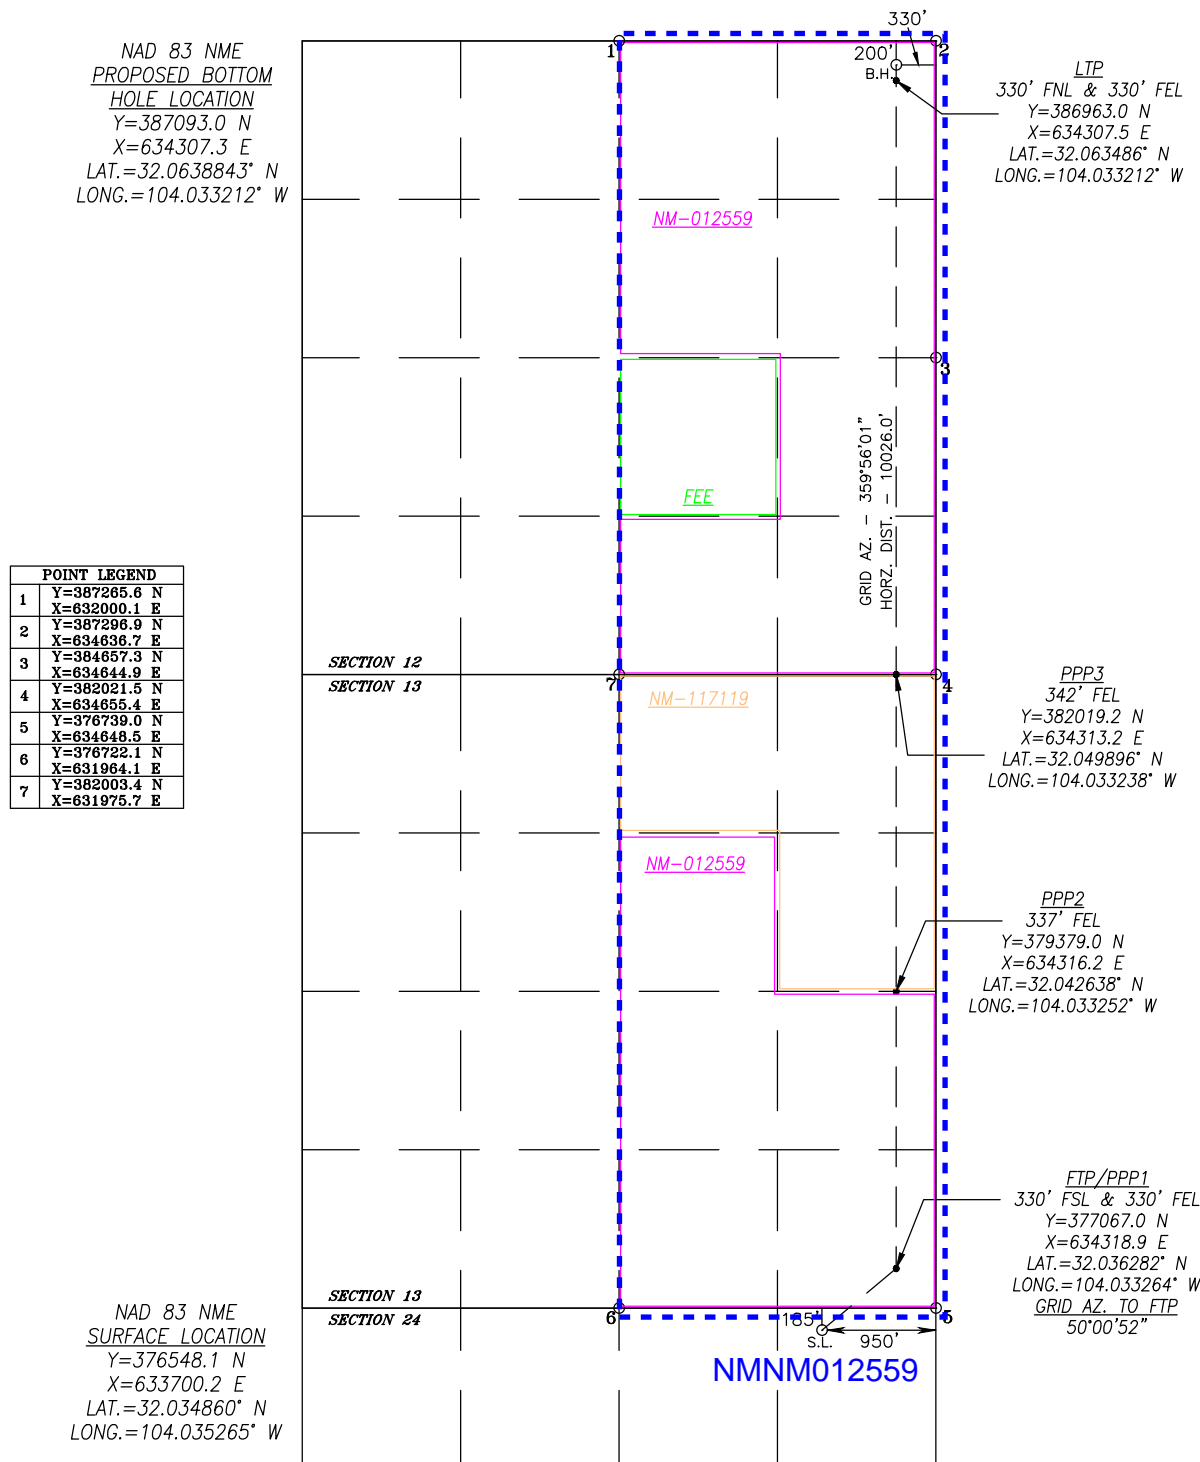 NAD 83 NME
PROPOSED BOTTOM
HOLE LOCATION
Y=387093.0 N
X=634307.3 E
LAT.=32.0638843° N
LONG.=104.033212° W
330'
1
2
200'
B.H.
LTP
330' FNL & 330' FEL
Y=386963.0 N
X=634307.5 E
LAT.=32.063486° N
LONG.=104.033212° W
NM-012559
3
FEE
GRID AZ. - 359°56'01"
HORZ. DIST. - 10026.0'
POINT LEGEND
1 Y=387265.6 N
X=632000.1 E
2 Y=387296.9 N
X=634636.7 E
3 Y=384657.3 N
X=634644.9 E
4 Y=382021.5 N
X=634655.4 E
5 Y=376739.0 N
X=634648.5 E
6 Y=376722.1 N
X=631964.1 E
7 Y=382003.4 N
X=631975.7 E
SECTION 12
SECTION 13
7
4
NM-117119
PPP3
342' FEL
Y=382019.2 N
X=634313.2 E
LAT.=32.049896° N
LONG.=104.033238° W
NM-012559
PPP2
337' FEL
Y=379379.0 N
X=634316.2 E
LAT.=32.042638° N
LONG.=104.033252° W
FTP/PPP1
330' FSL & 330' FEL
Y=377067.0 N
X=634318.9 E
LAT.=32.036282° N
LONG.=104.033264° W
GRID AZ. TO FTP
50°00'52"
SECTION 13
SECTION 24
6
5
185'
S.L.
950'
NAD 83 NME
SURFACE LOCATION
Y=376548.1 N
X=633700.2 E
LAT.=32.034860° N
LONG.=104.035265° W
NMNM012559